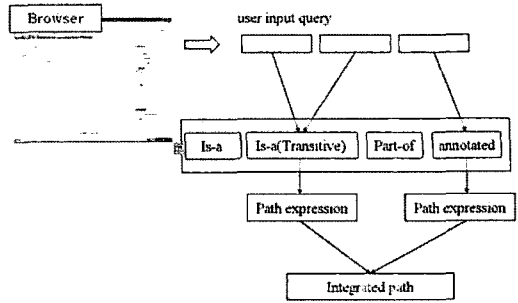 Browser
user input query
Is-a
Is-a(Transitive)
Part-of
annotated
Path expression
Path expression
Integrated path